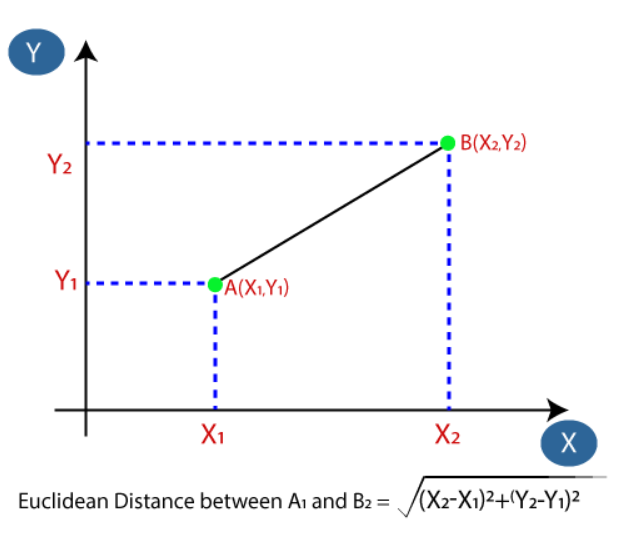 Y
B(X₂,Y₂)
Y₂
Y₁
A(X₁,Y₁)
X₁
X₂
X
Euclidean Distance between A₁ and B₂ = √(X₂-X₁)²+(Y₂-Y₁)²